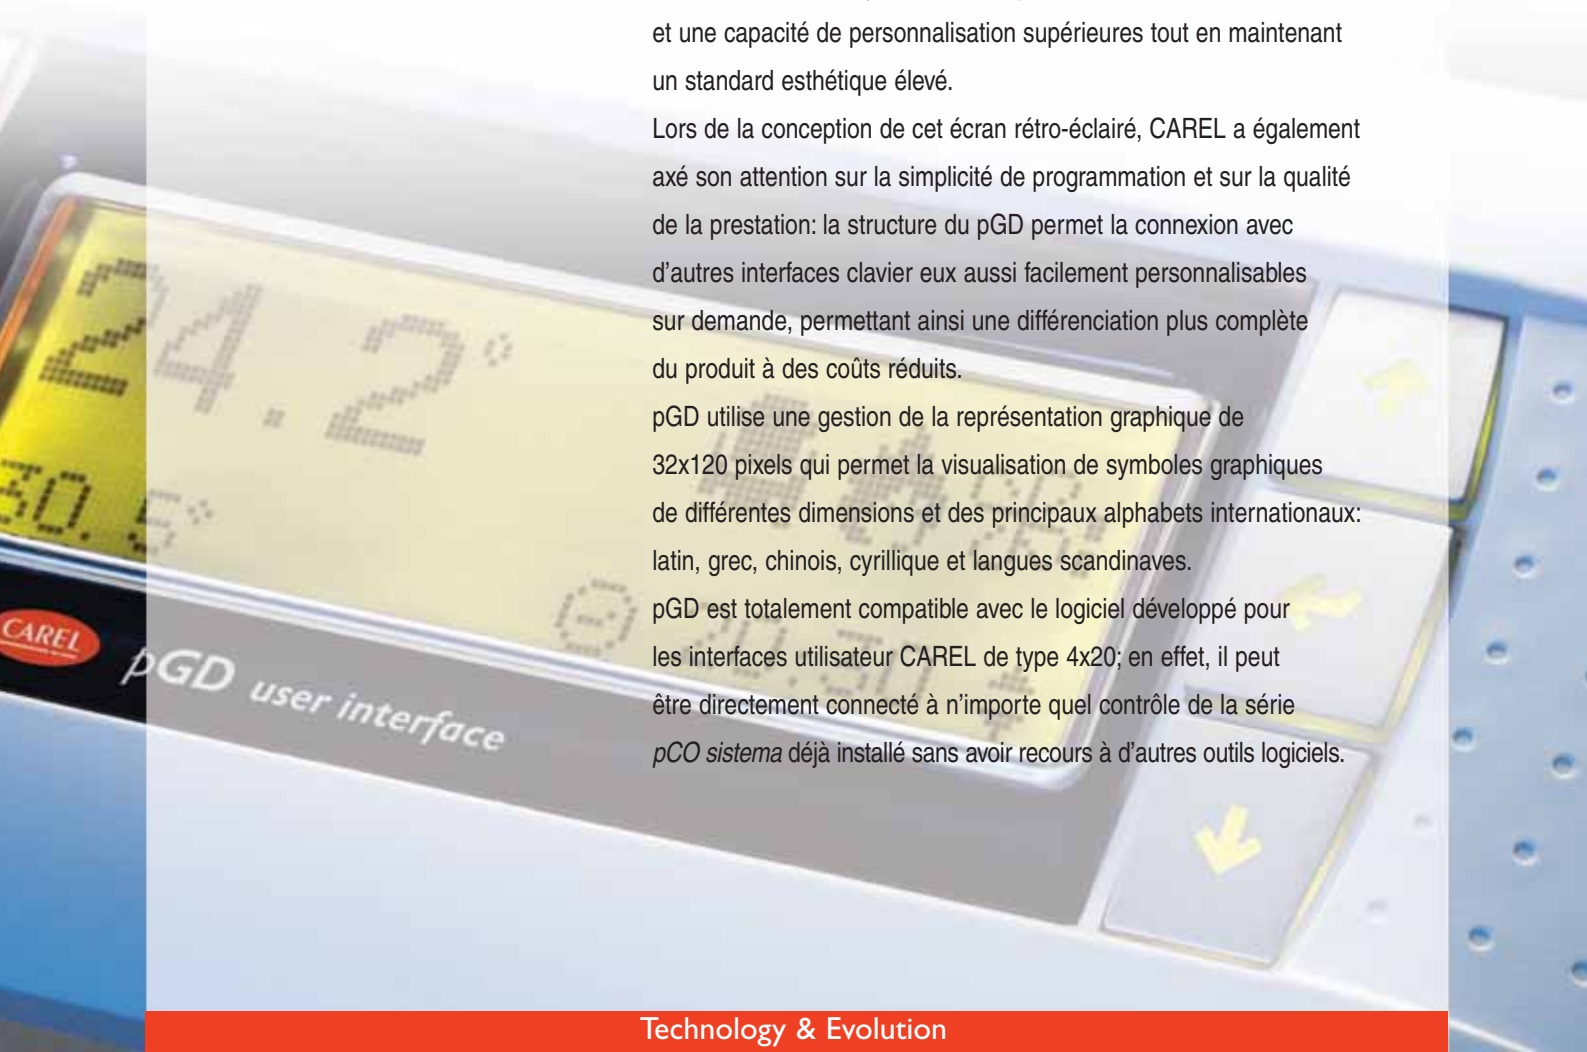 et une capacité de personnalisation supérieures tout en maintenant
un standard esthétique élevé.
Lors de la conception de cet écran rétro-éclairé, CAREL a également
axé son attention sur la simplicité de programmation et sur la qualité
de la prestation: la structure du pGD permet la connexion avec
d'autres interfaces clavier eux aussi facilement personnalisables
sur demande, permettant ainsi une différenciation plus complète
du produit à des coûts réduits.
pGD utilise une gestion de la représentation graphique de
32x120 pixels qui permet la visualisation de symboles graphiques
de différentes dimensions et des principaux alphabets internationaux:
latin, grec, chinois, cyrillique et langues scandinaves.
pGD est totalement compatible avec le logiciel développé pour
les interfaces utilisateur CAREL de type 4x20; en effet, il peut
être directement connecté à n'importe quel contrôle de la série
pCO sistema déjà installé sans avoir recours à d'autres outils logiciels.
24.2°
30.5°
CAREL
pGD user interface
Technology & Evolution